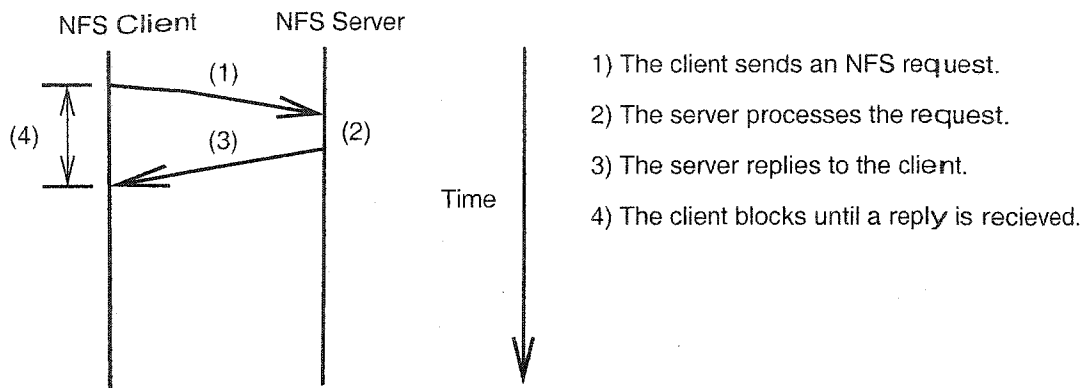 NFS Client
NFS Server
(1)
(2)
(3)
(4)
Time
1) The client sends an NFS request.
2) The server processes the request.
3) The server replies to the client.
4) The client blocks until a reply is recieved.